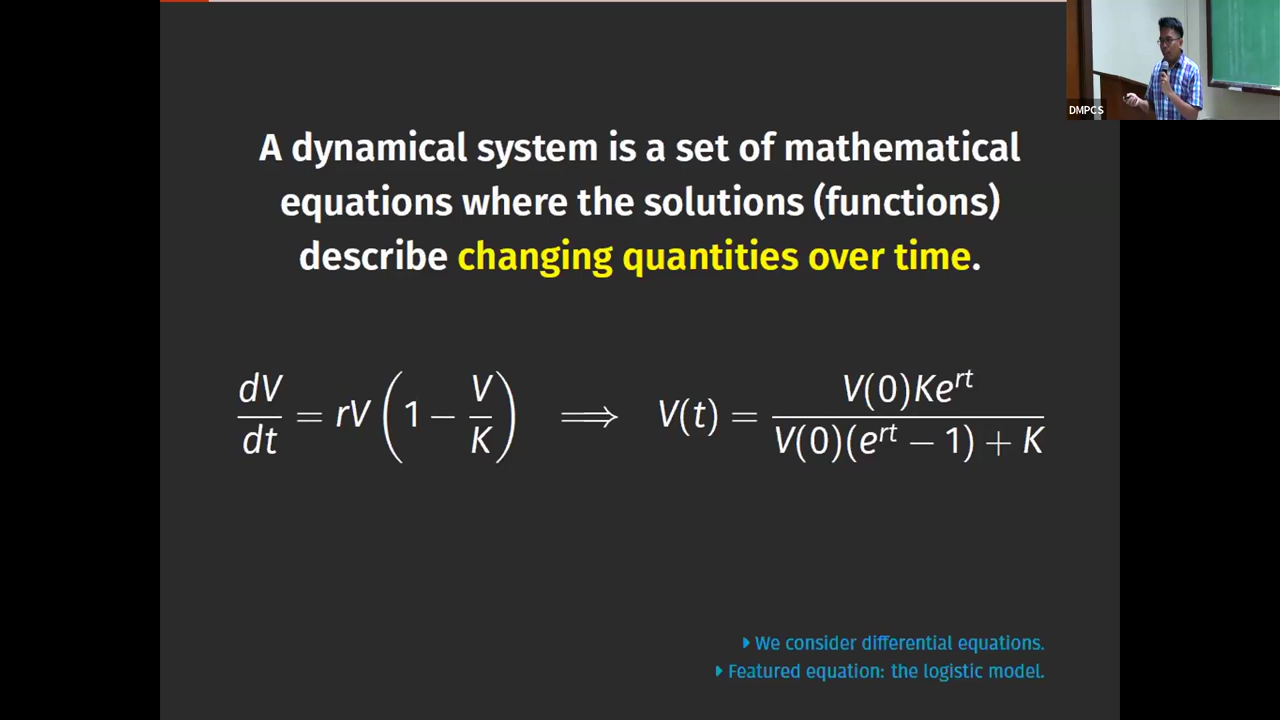 DMPCS
A dynamical system is a set of mathematical
equations where the solutions (functions)
describe changing quantities over time.
dV/dt = rV(1 − V/K) ⟹ V(t) = V(0)Ke^{rt} / (V(0)(e^{rt} − 1) + K)
We consider differential equations.
Featured equation: the logistic model.